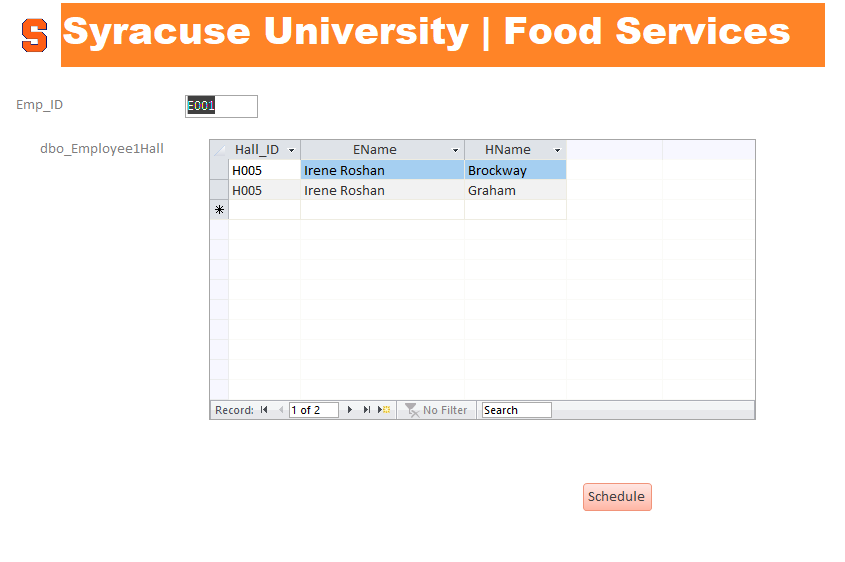 S Syracuse University | Food Services
Emp_ID E001
dbo_Employee1Hall
Hall_ID EName HName
H005 Irene Roshan Brockway
H005 Irene Roshan Graham
Record: 1 of 2 No Filter Search
Schedule